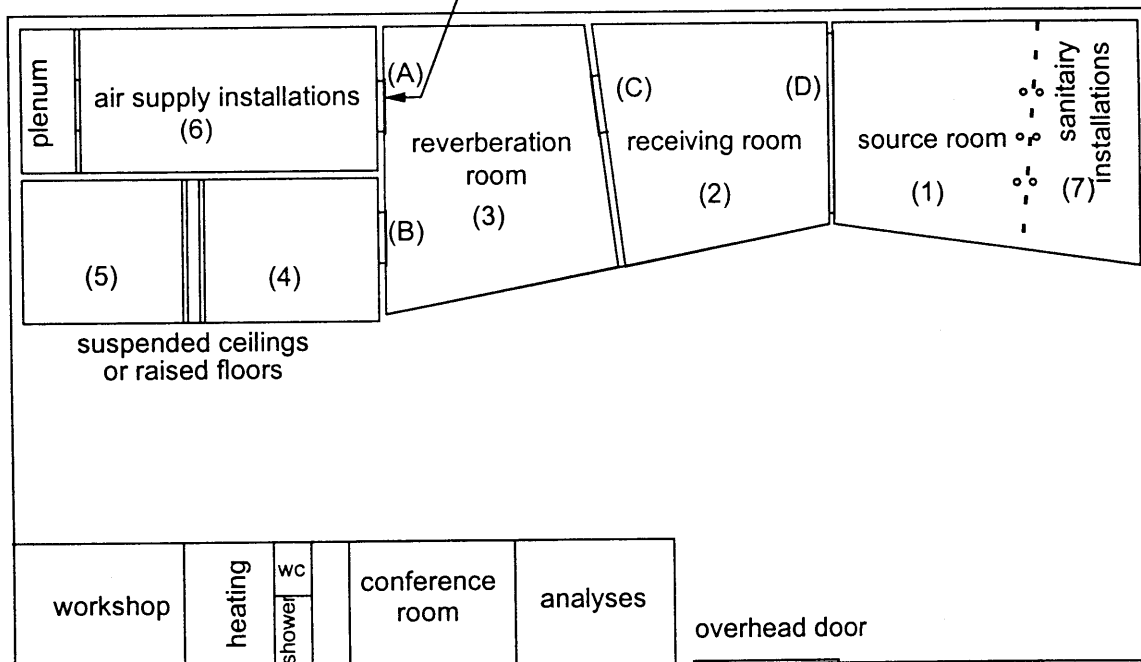 plenum
air supply installations
(6)
(A)
reverberation
room
(3)
(B)
(C)
receiving room
(2)
(D)
source room
(1)
sanitairy
installations
(7)
(5)
(4)
suspended ceilings
or raised floors
workshop
heating
wc
shower
conference
room
analyses
overhead door